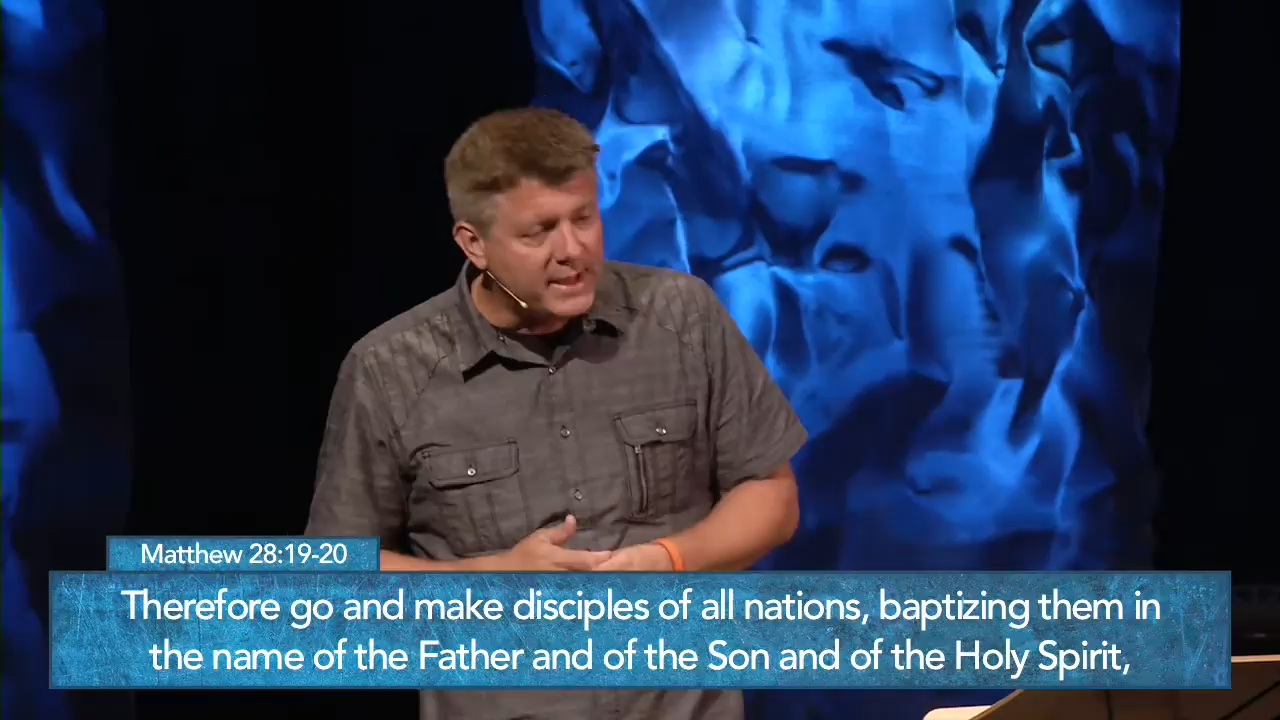 Matthew 28:19-20
Therefore go and make disciples of all nations, baptizing them in
the name of the Father and of the Son and of the Holy Spirit,